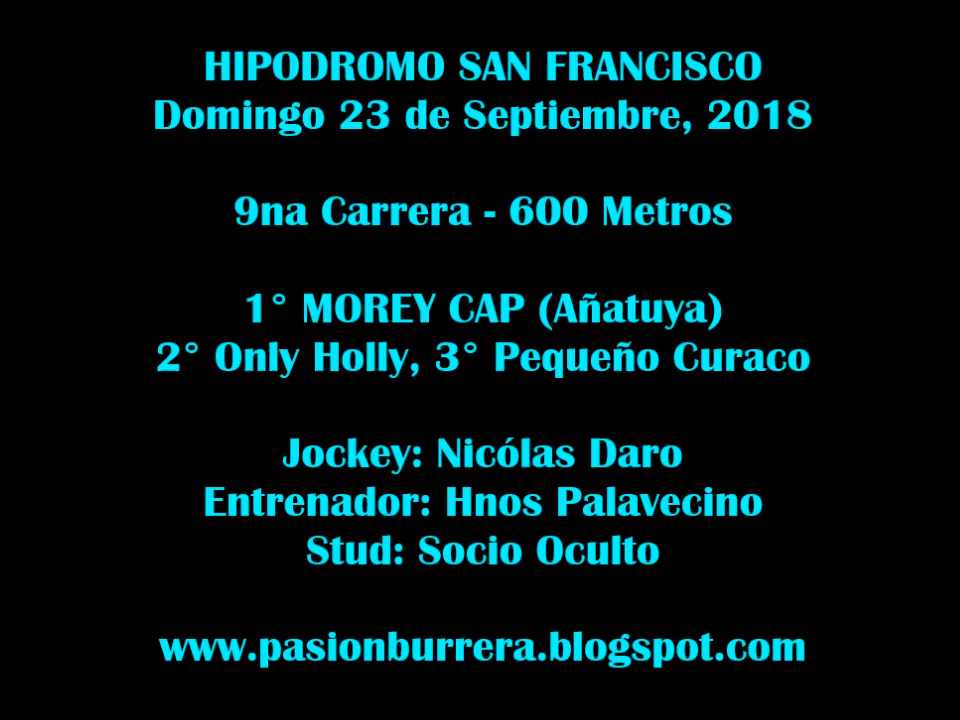 HIPODROMO SAN FRANCISCO
Domingo 23 de Septiembre, 2018
9na Carrera - 600 Metros
1° MOREY CAP (Añatuya)
2° Only Holly, 3° Pequeño Curaco
Jockey: Nicólas Daro
Entrenador: Hnos Palavecino
Stud: Socio Oculto
www.pasionburrera.blogspot.com